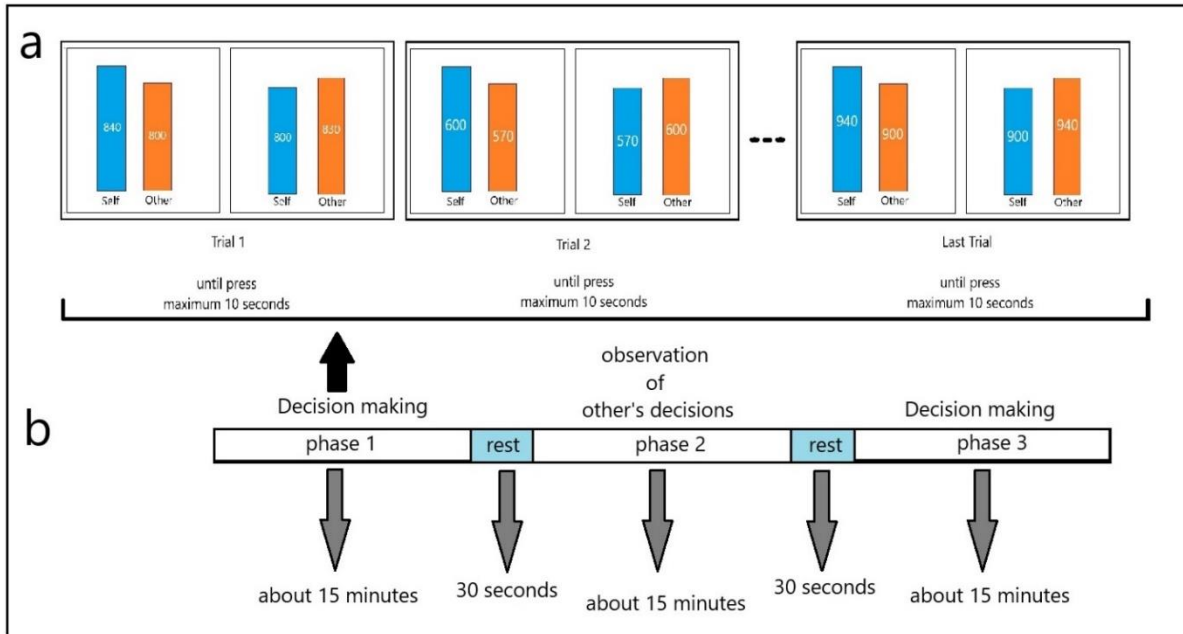 a
840 800 800 830 600 570 570 600 940 900 900 940
Self Other Self Other Self Other Self Other Self Other Self Other
Trial 1 Trial 2 Last Trial
until press until press until press
maximum 10 seconds maximum 10 seconds maximum 10 seconds
b
observation
of
Decision making other's decisions Decision making
phase 1 rest phase 2 rest phase 3
about 15 minutes 30 seconds about 15 minutes 30 seconds about 15 minutes